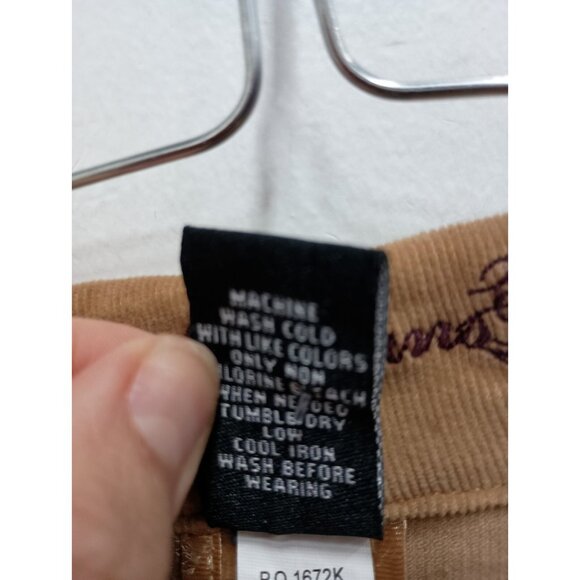 MACHINE
WASH COLD
WITH LIKE COLORS
ONLY NON
CHLORINE BLEACH
WHEN NEEDED
TUMBLE DRY
LOW
COOL IRON
WASH BEFORE
WEARING
P.O. 1672K